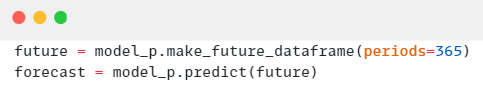 future = model_p.make_future_dataframe(periods=365)
forecast = model_p.predict(future)